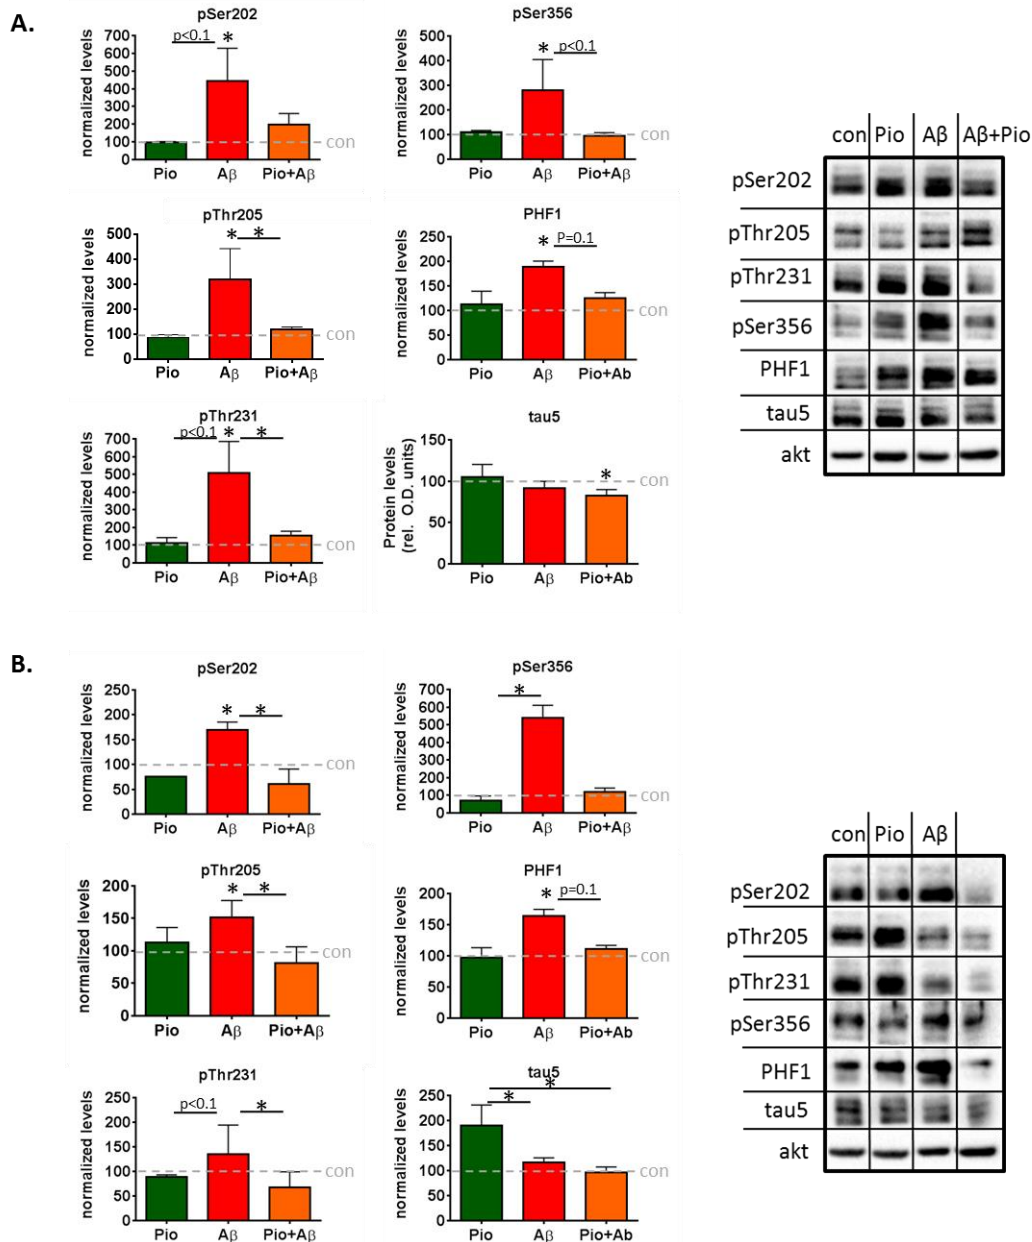 A.
pSer202
normalized levels
700
600
500
400
300
200
100
0
p<0.1
*
con
Pio
Aβ
Pio+Aβ
pSer356
normalized levels
500
400
300
200
100
0
*
p<0.1
con
Pio
Aβ
Pio+Aβ
pThr205
normalized levels
500
400
300
200
100
0
*
*
con
Pio
Aβ
Pio+Aβ
PHF1
normalized levels
250
200
150
100
50
0
*
P=0.1
con
Pio
Aβ
Pio+Ab
pThr231
normalized levels
700
600
500
400
300
200
100
0
p<0.1
*
*
con
Pio
Aβ
Pio+Aβ
tau5
Protein levels
(rel. O.D. units)
150
100
50
0
*
con
Pio
Aβ
Pio+Ab
con Pio Aβ Aβ+Pio
pSer202
pThr205
pThr231
pSer356
PHF1
tau5
akt
B.
pSer202
normalized levels
250
200
150
100
50
0
*
*
con
Pio
Aβ
Pio+Aβ
pSer356
normalized levels
700
600
500
400
300
200
100
0
*
con
Pio
Aβ
Pio+Aβ
pThr205
normalized levels
200
150
100
50
0
*
*
con
Pio
Aβ
Pio+Aβ
PHF1
normalized levels
200
150
100
50
0
*
p=0.1
con
Pio
Aβ
Pio+Ab
pThr231
normalized levels
250
200
150
100
50
0
p<0.1
*
con
Pio
Aβ
Pio+Aβ
tau5
normalized levels
250
200
150
100
50
0
*
*
con
Pio
Aβ
Pio+Ab
con Pio Aβ
pSer202
pThr205
pThr231
pSer356
PHF1
tau5
akt